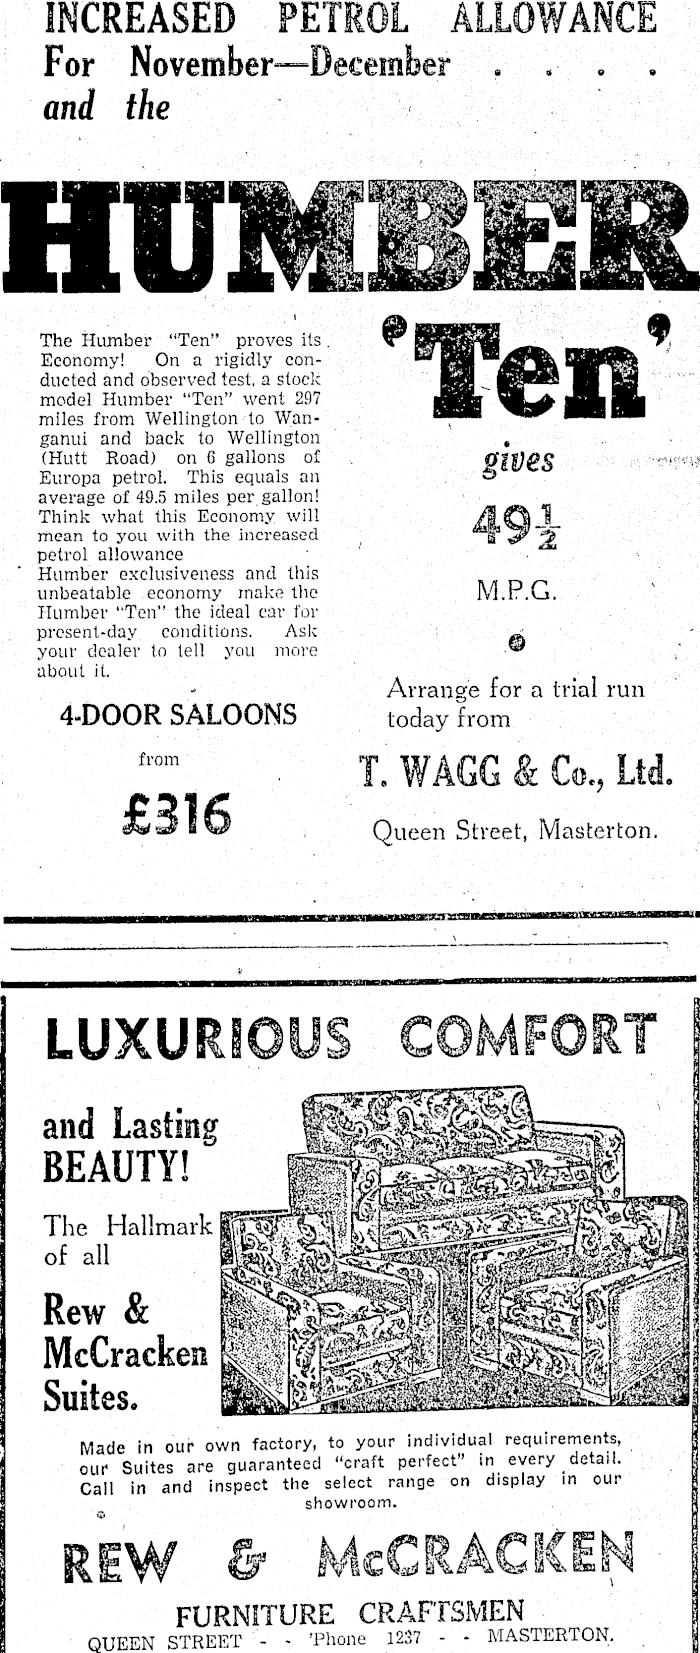 INCREASED PETROL ALLOWANCE
For November—December . . . .
and the
HUMBER
'Ten'
The Humber "Ten" proves its
Economy! On a rigidly con-
ducted and observed test, a stock
model Humber "Ten" went 297
miles from Wellington to Wan-
ganui and back to Wellington
(Hutt Road) on 6 gallons of
Europa petrol. This equals an
average of 49.5 miles per gallon!
Think what this Economy will
mean to you with the increased
petrol allowance
Humber exclusiveness and this
unbeatable economy make the
Humber "Ten" the ideal car for
present-day conditions. Ask
your dealer to tell you more
about it.
4-DOOR SALOONS
from
£316
gives
49½
M.P.G.
Arrange for a trial run
today from
T. WAGG & Co., Ltd.
Queen Street, Masterton.
LUXURIOUS COMFORT
and Lasting
BEAUTY!
The Hallmark
of all
Rew &
McCracken
Suites.
Made in our own factory, to your individual requirements,
our Suites are guaranteed "craft perfect" in every detail.
Call in and inspect the select range on display in our
showroom.
REW & McCRACKEN
FURNITURE CRAFTSMEN
QUEEN STREET - - 'Phone 1237 - - MASTERTON.